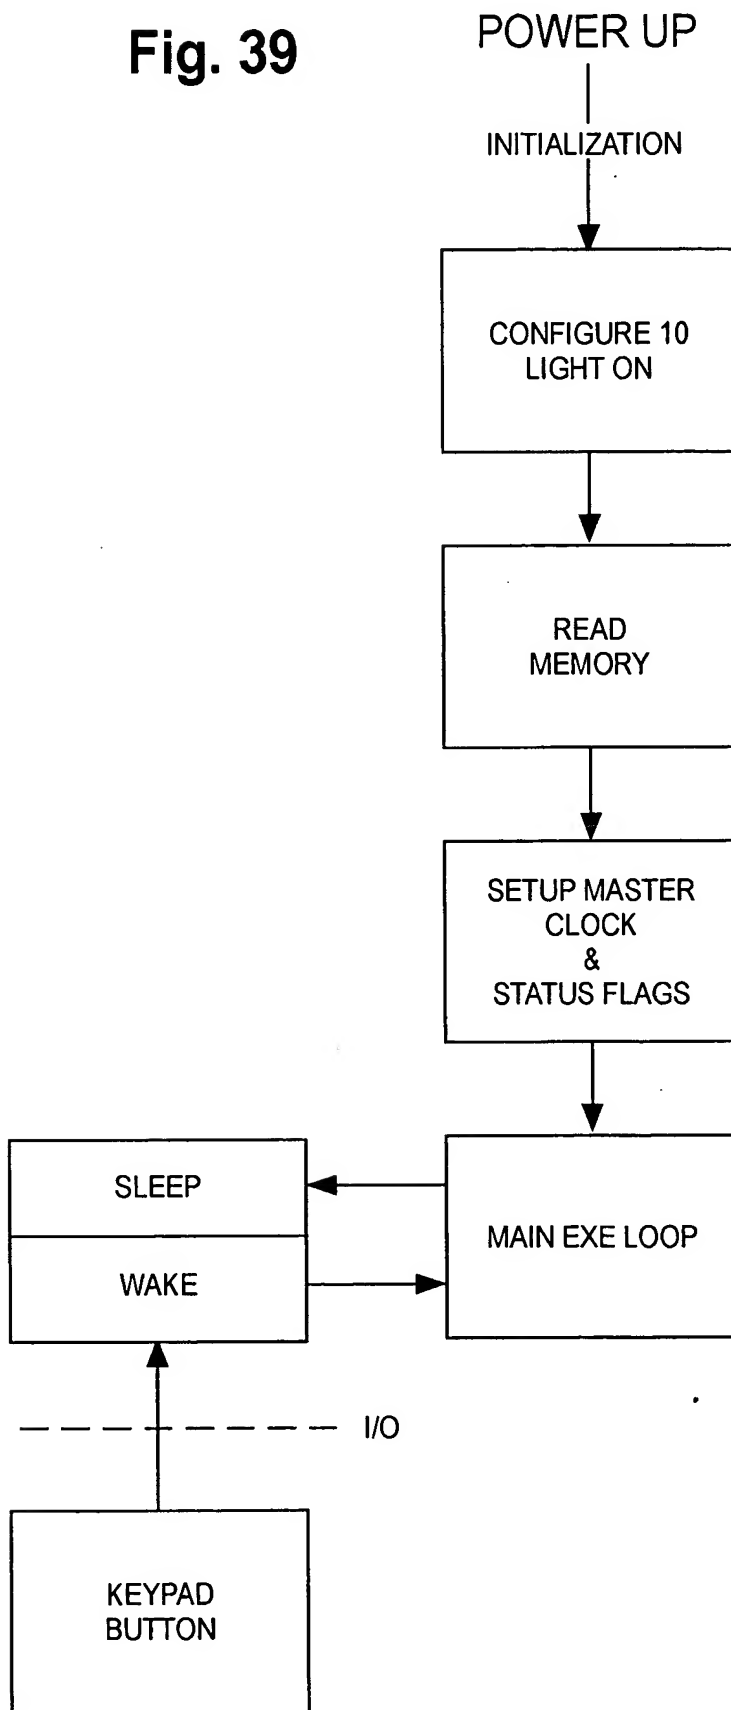 Fig. 39
POWER UP
INITIALIZATION
CONFIGURE 10
LIGHT ON
READ
MEMORY
SETUP MASTER
CLOCK
&
STATUS FLAGS
SLEEP
MAIN EXE LOOP
WAKE
I/O
KEYPAD
BUTTON